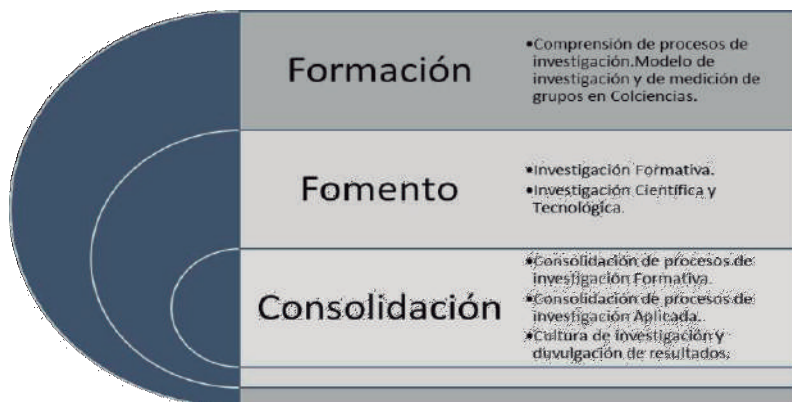 Formación
•Comprensión de procesos de
investigación.Modelo de
investigación y de medición de
grupos en Colciencias.
Fomento
•Investigación Formativa.
•Investigación Científica y
Tecnológica.
Consolidación
•Consolidación de procesos de
investigación Formativa.
•Consolidación de procesos de
investigación Aplicada.
•Cultura de investigación y
divulgación de resultados.